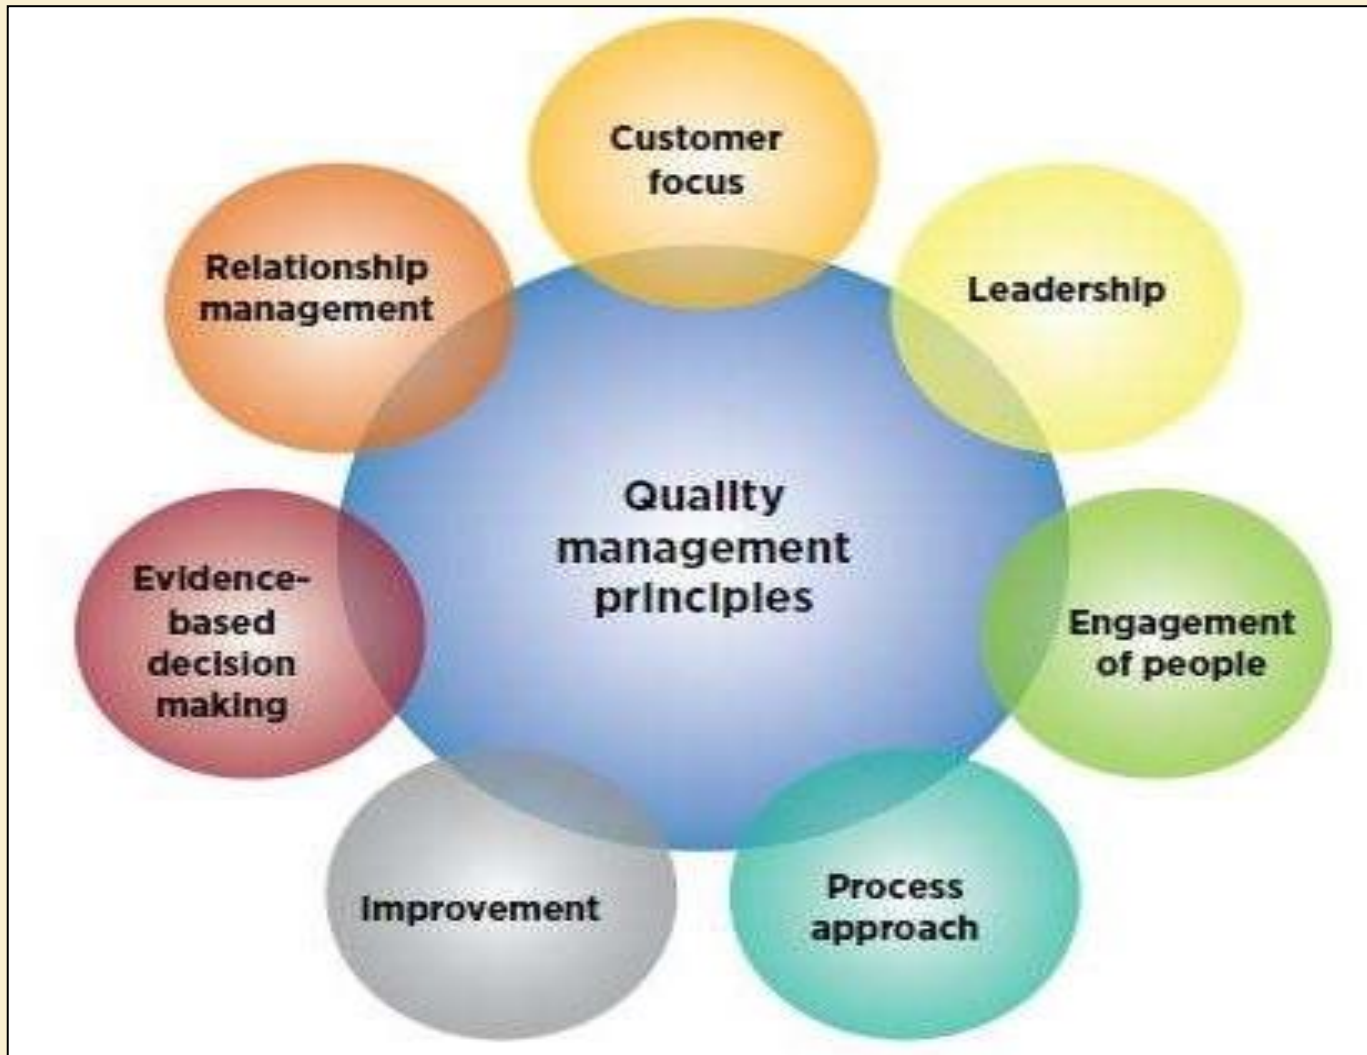 Customer
focus
Relationship
management
Leadership
Quality
management
principles
Evidence-
based
decision
making
Engagement
of people
Improvement
Process
approach